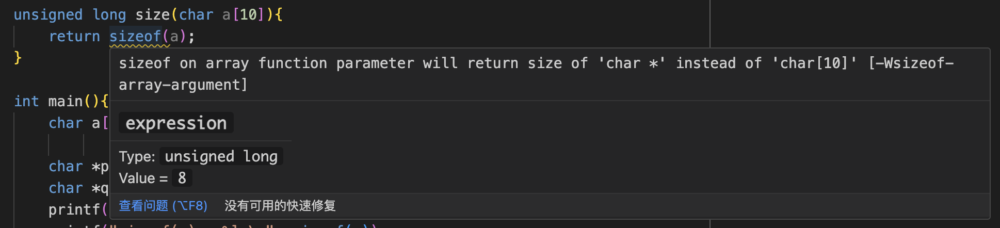 unsigned long size(char a[10]){
return sizeof(a);
}
sizeof on array function parameter will return size of 'char *' instead of 'char[10]' [-Wsizeof-
array-argument]
int main(){
expression
char a[
Type: unsigned long
char *p
Value = 8
char *q
查看问题 (⌥F8) 没有可用的快速修复
printf(